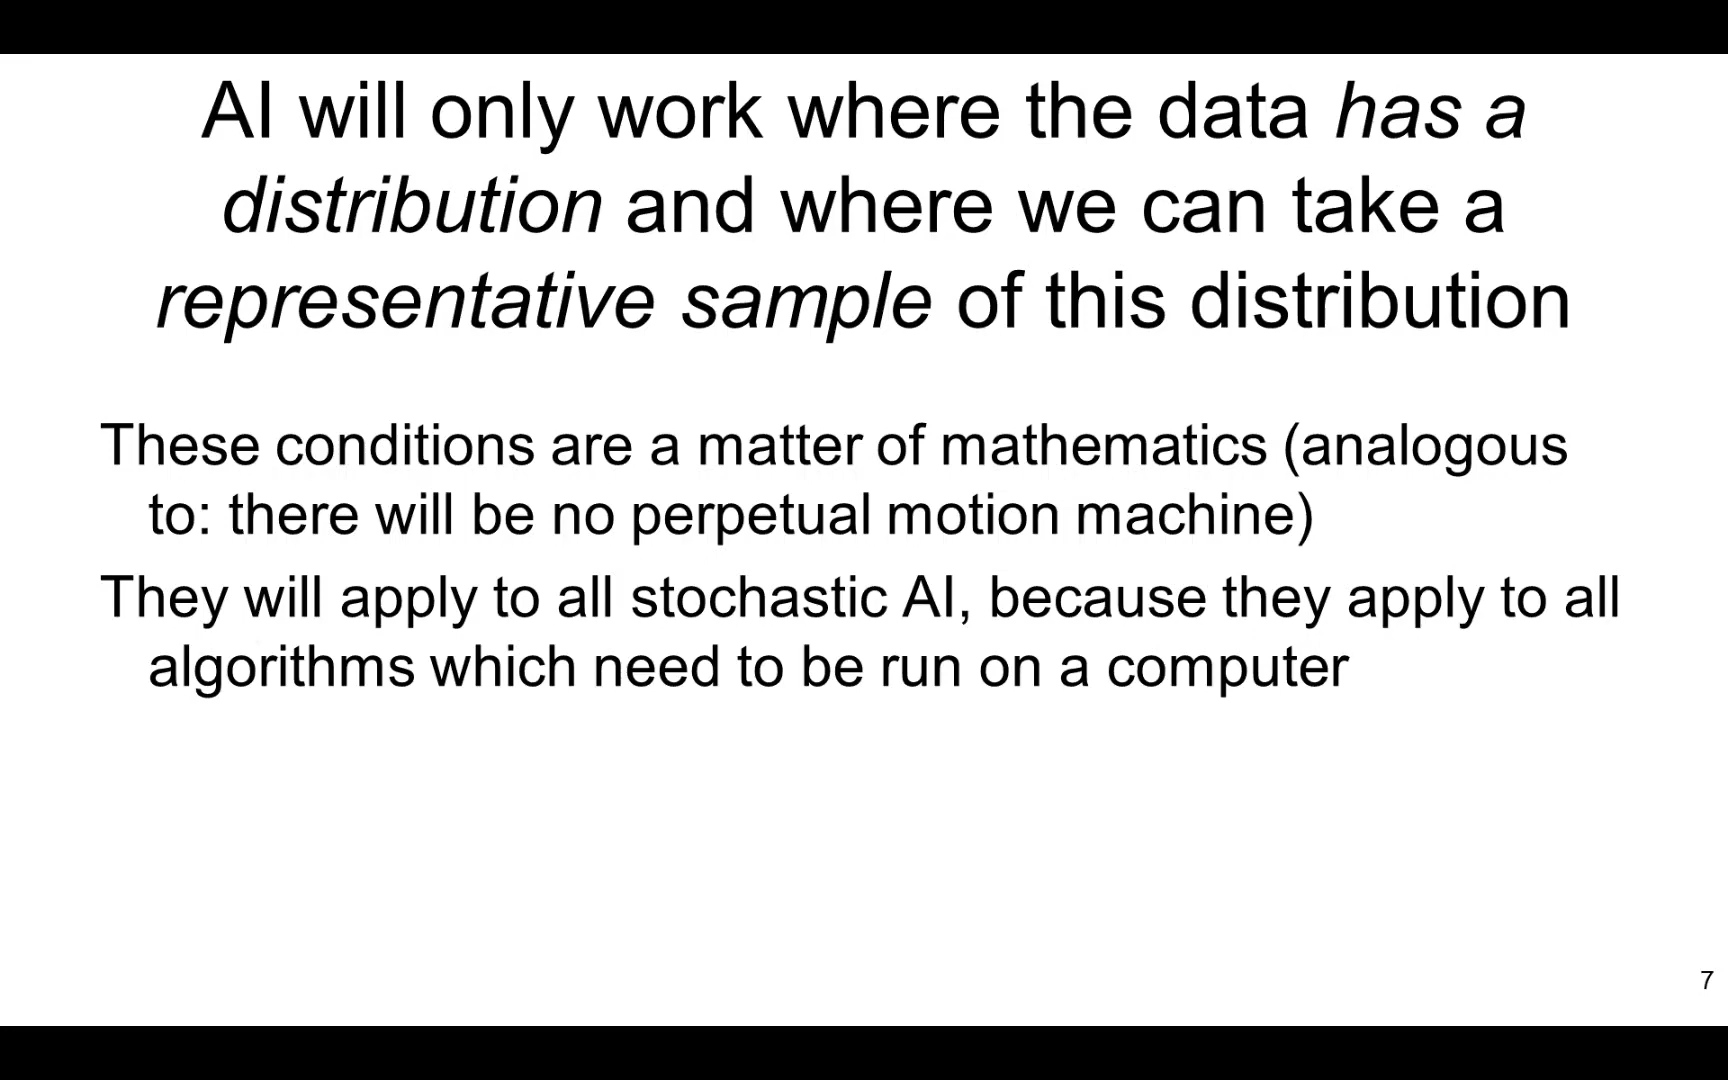 AI will only work where the data has a
distribution and where we can take a
representative sample of this distribution
These conditions are a matter of mathematics (analogous
to: there will be no perpetual motion machine)
They will apply to all stochastic AI, because they apply to all
algorithms which need to be run on a computer
7